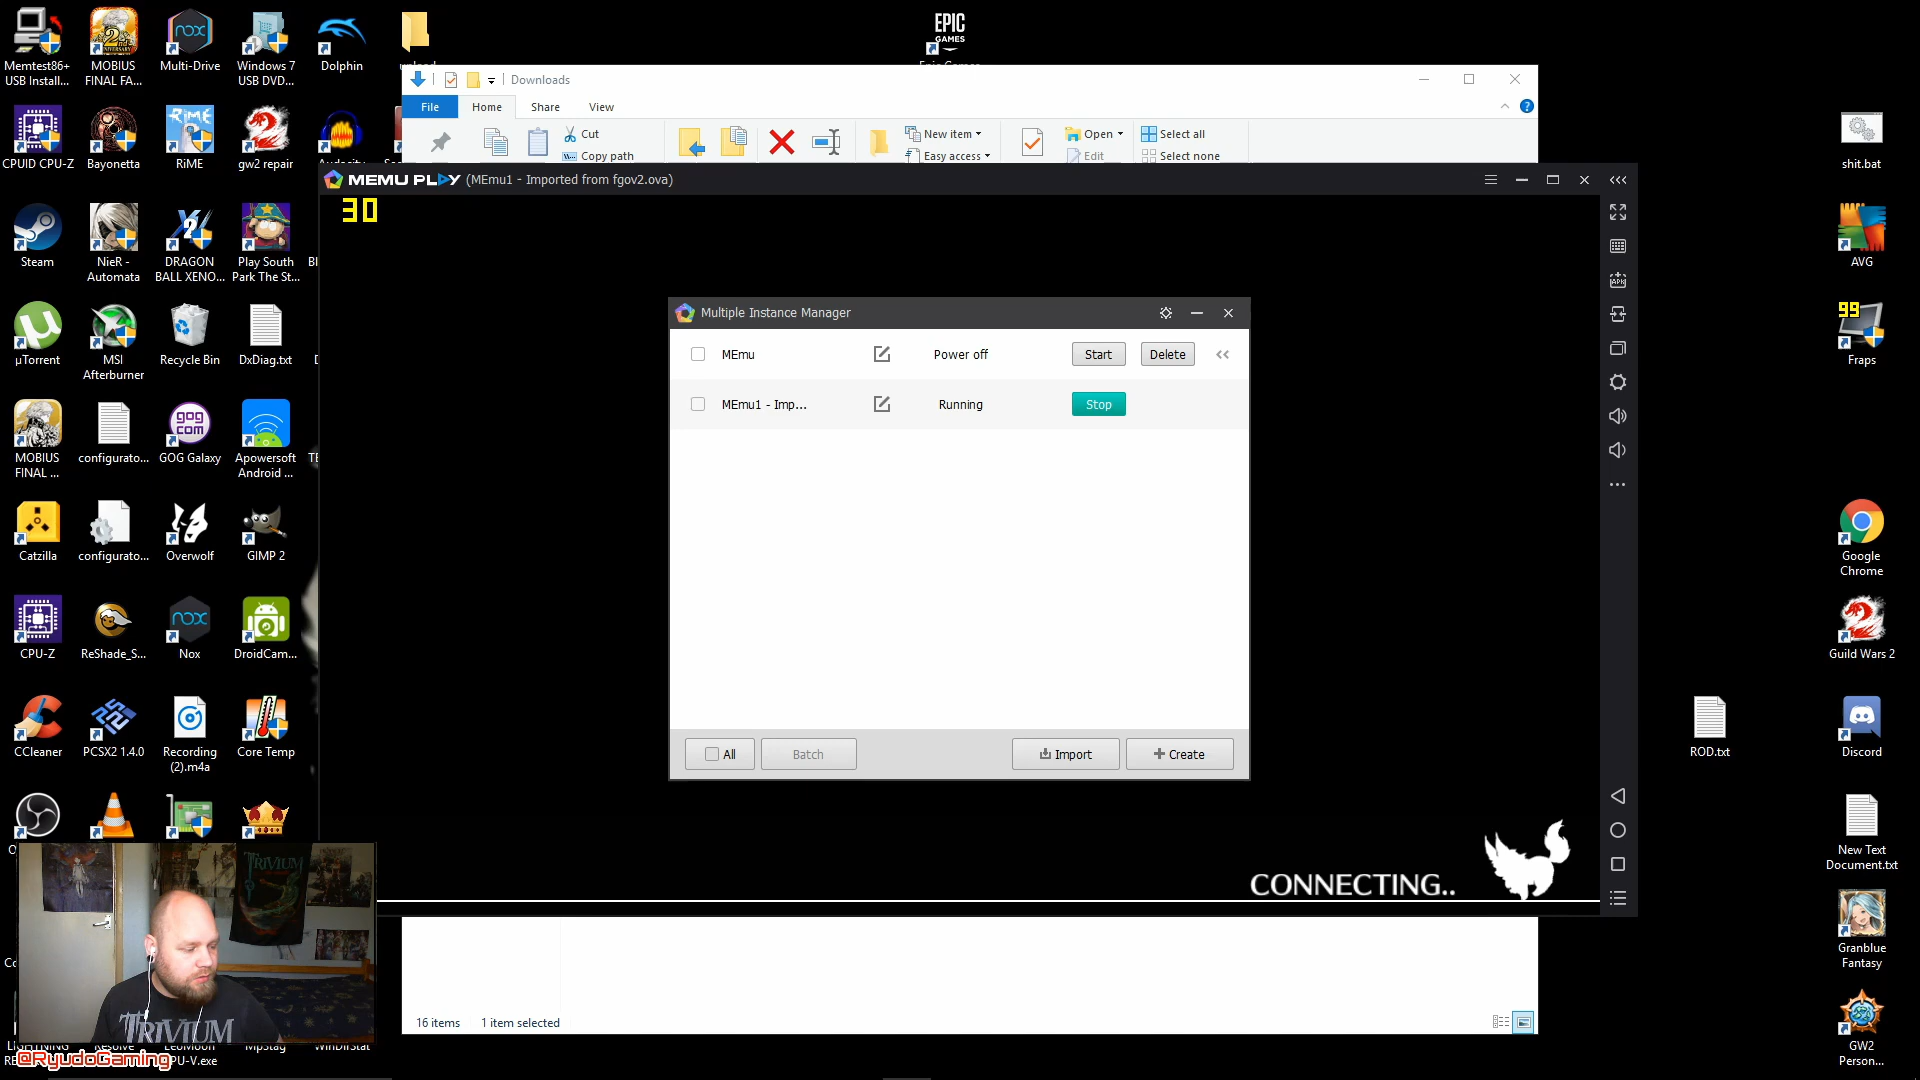 Memtest86+
USB Install...
MOBIUS
FINAL FA...
Multi-Drive
Windows 7
USB DVD...
Dolphin
EPIC
GAMES
Downloads
File
Home
Share
View
Cut
Copy path
New item
Easy access
Open
Edit
Select all
Select none
CPUID CPU-Z
Bayonetta
RiME
gw2 repair
shit.bat
MEMU PLAY (MEmu1 - Imported from fgov2.ova)
30
Steam
NieR -
Automata
DRAGON
BALL XENO...
Play South
Park The St...
AVG
Multiple Instance Manager
MEmu
Power off
Start
Delete
MEmu1 - Imp...
Running
Stop
µTorrent
MSI
Afterburner
Recycle Bin
DxDiag.txt
99
Fraps
MOBIUS
FINAL ...
configurato...
GOG Galaxy
Apowersoft
Android ...
Catzilla
configurato...
Overwolf
GIMP 2
Google
Chrome
CPU-Z
ReShade_S...
Nox
DroidCam...
Guild Wars 2
CCleaner
PCSX2 1.4.0
Recording
(2).m4a
Core Temp
ROD.txt
Discord
All
Batch
Import
Create
CONNECTING..
New Text
Document.txt
Granblue
Fantasy
TRIVIUM
TRIVIUM
16 items
1 item selected
@RyudoGaming
PU-V.exe
MpStag
WinDirStat
GW2
Person...